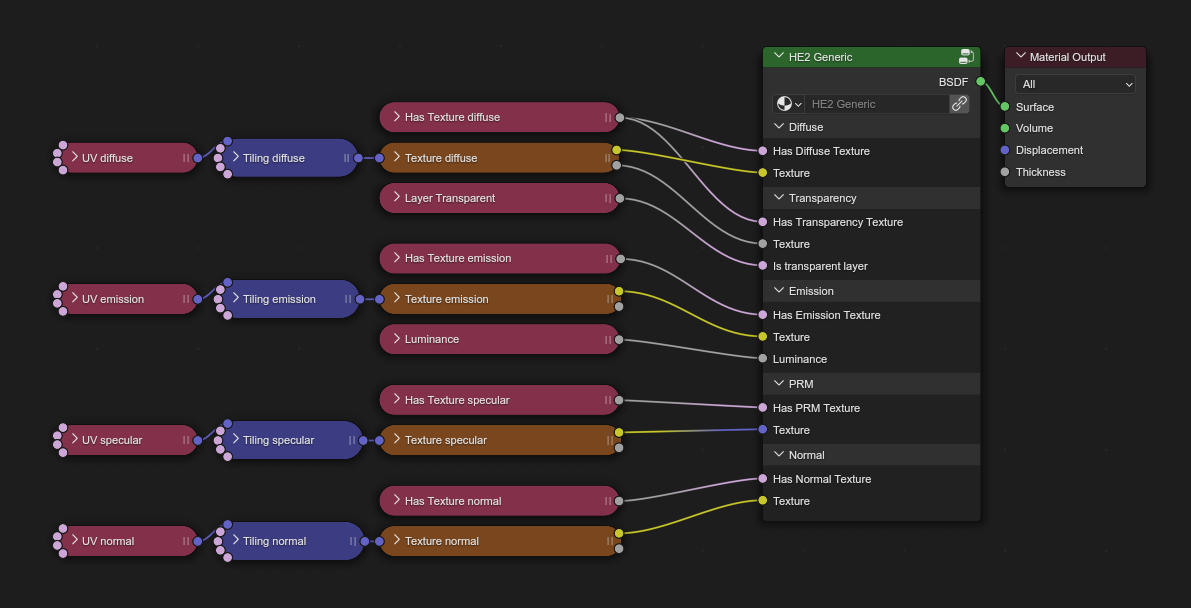 UV diffuse
Tiling diffuse
Has Texture diffuse
Texture diffuse
Layer Transparent
UV emission
Tiling emission
Has Texture emission
Texture emission
Luminance
UV specular
Tiling specular
Has Texture specular
Texture specular
UV normal
Tiling normal
Has Texture normal
Texture normal
HE2 Generic
BSDF
HE2 Generic
Diffuse
Has Diffuse Texture
Texture
Transparency
Has Transparency Texture
Texture
Is transparent layer
Emission
Has Emission Texture
Texture
Luminance
PRM
Has PRM Texture
Texture
Normal
Has Normal Texture
Texture
Material Output
All
Surface
Volume
Displacement
Thickness